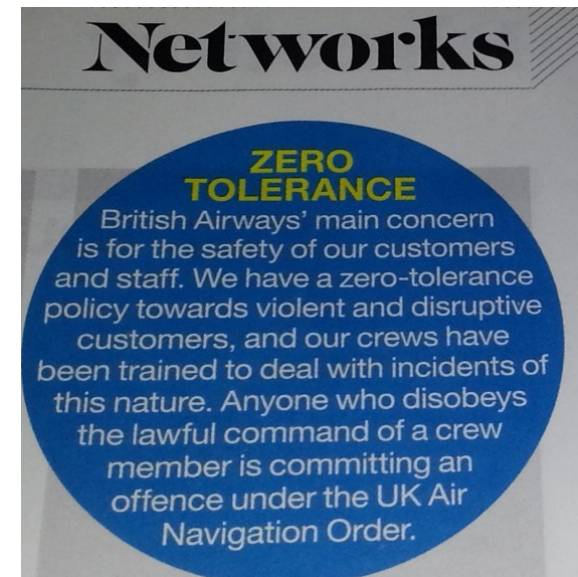 Networks
ZERO
TOLERANCE
British Airways' main concern
is for the safety of our customers
and staff. We have a zero-tolerance
policy towards violent and disruptive
customers, and our crews have
been trained to deal with incidents of
this nature. Anyone who disobeys
the lawful command of a crew
member is committing an
offence under the UK Air
Navigation Order.